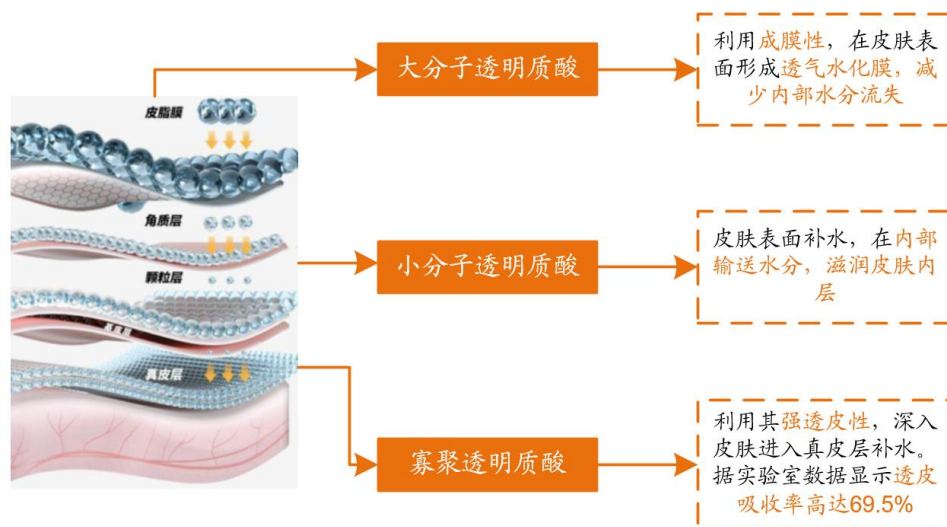 皮脂膜
角质层
颗粒层
真皮层
大分子透明质酸
利用成膜性，在皮肤表
面形成透气水化膜，减
少内部水分流失
小分子透明质酸
皮肤表面补水，在内部
输送水分，滋润皮肤内
层
寡聚透明质酸
利用其强透皮性，深入
皮肤进入真皮层补水。
据实验室数据显示透皮
吸收率高达69.5%